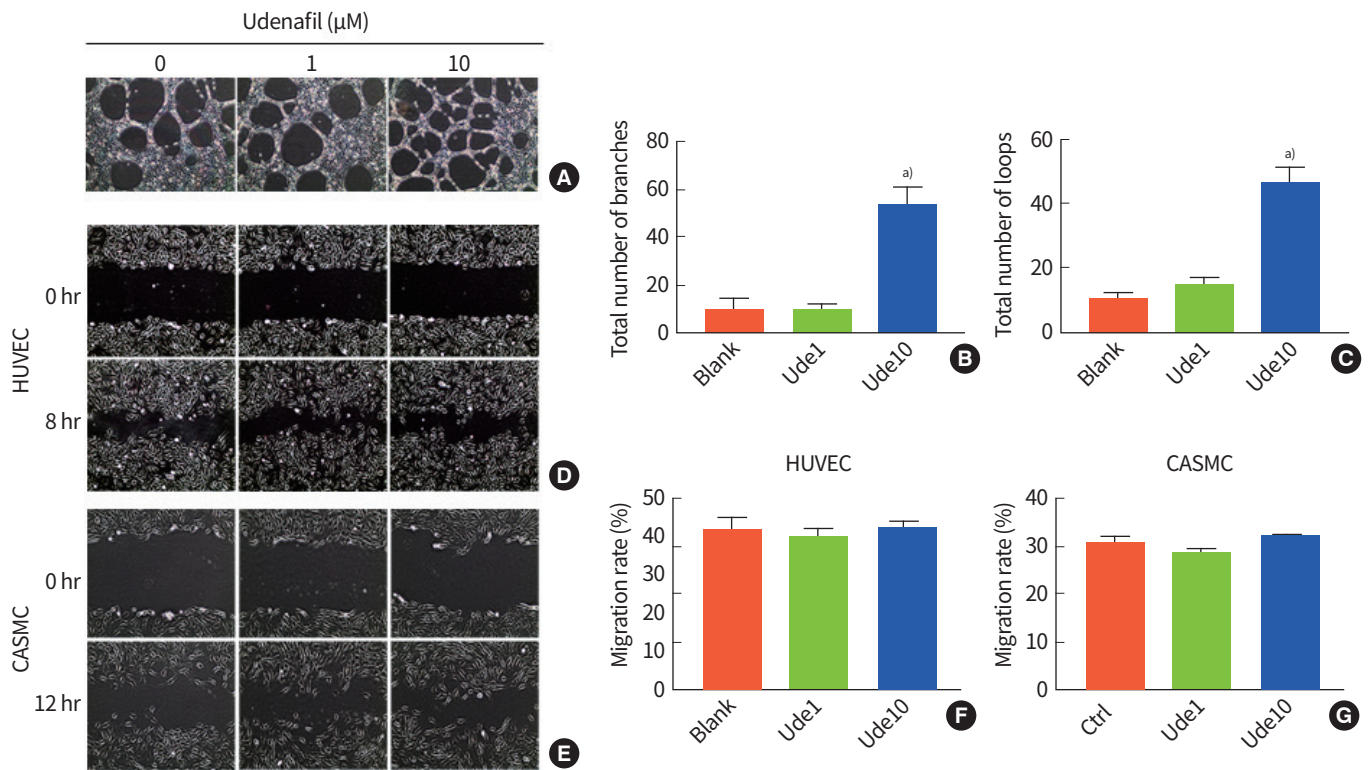 Udenafil (μM)
0 1 10
A
HUVEC
0 hr
8 hr
D
CASMC
0 hr
12 hr
E
Total number of branches
80
60
40
20
0
a)
Blank Ude1 Ude10
B
Total number of loops
60
40
20
0
a)
Blank Ude1 Ude10
C
HUVEC
Migration rate (%)
50
40
30
20
10
0
Blank Ude1 Ude10
F
CASMC
Migration rate (%)
40
30
20
10
0
Ctrl Ude1 Ude10
G